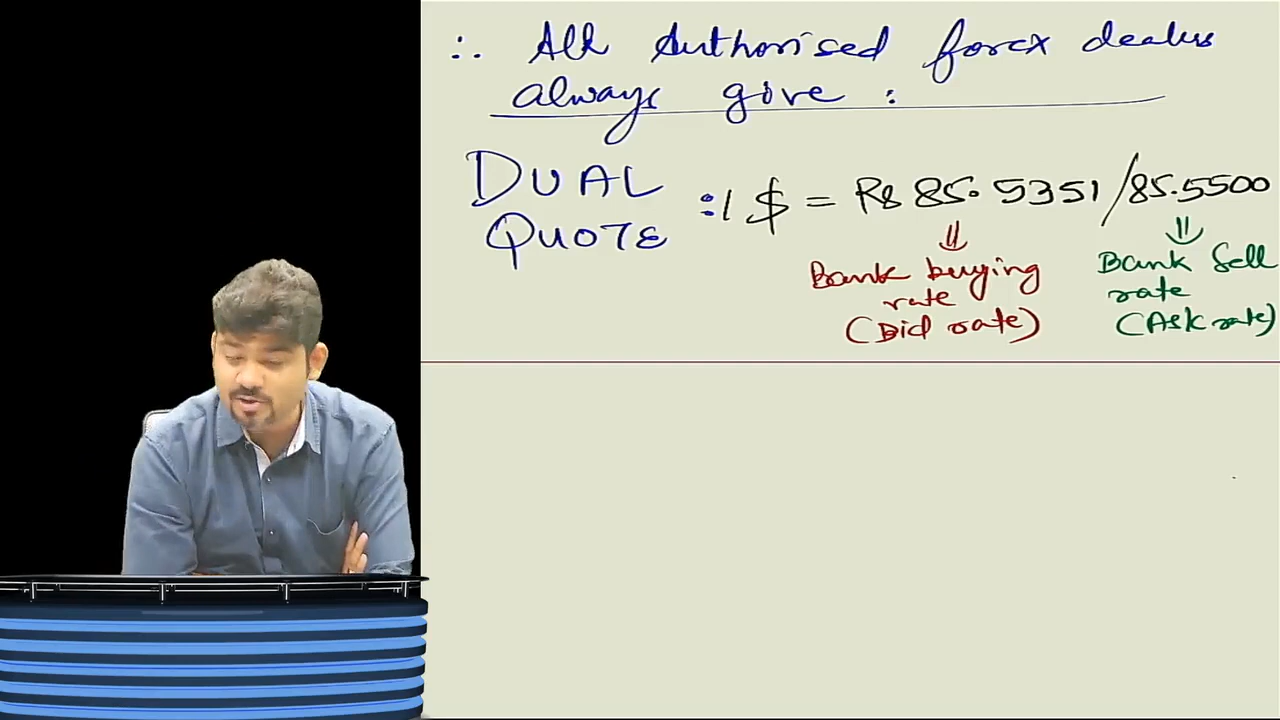 ∴ All Authorised forex dealers
always give :
DUAL QUOTE : 1 $ = Rs 85.5351 / 85.5500
Bank buying rate (Bid rate)
Bank Sell rate (Ask rate)